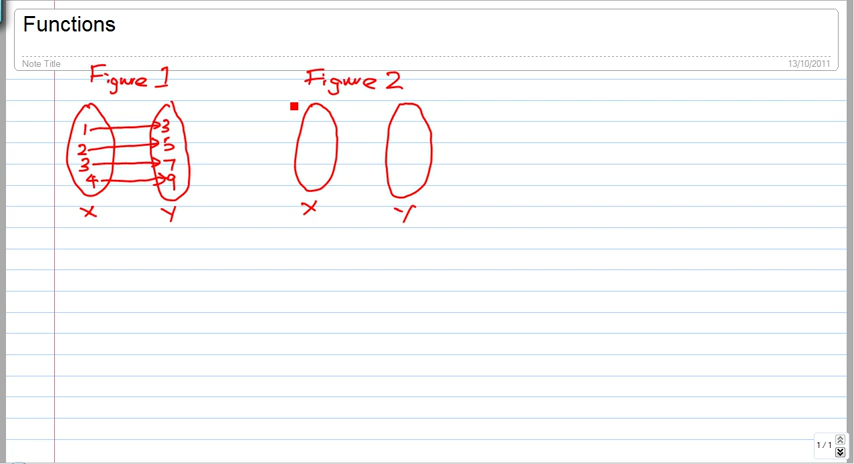 Functions
Note Title
13/10/2011
Figure 1
Figure 2
1 3
2 5
3 7
4 9
X Y
X Y
1 / 1